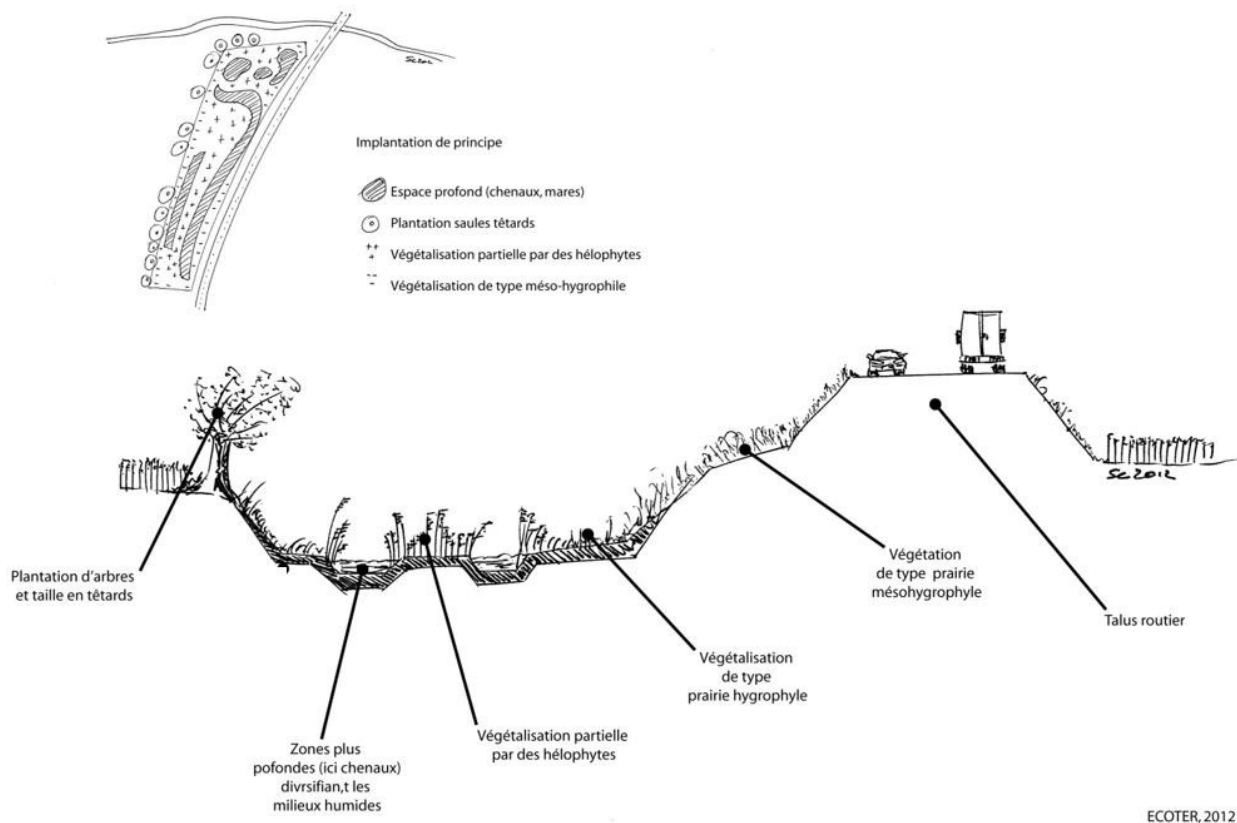 Sc2012
Implantation de principe
Espace profond (chenaux, mares)
Plantation saules têtards
Végétalisation partielle par des hélophytes
Végétalisation de type méso-hygrophile
Sc2012
Plantation d'arbres
et taille en têtards
Zones plus
pofondes (ici chenaux)
divrsifian,t les
milieux humides
Végétalisation partielle
par des hélophytes
Végétalisation
de type
prairie hygrophyle
Végétation
de type prairie
mésohygrophyle
Talus routier
ECOTER, 2012